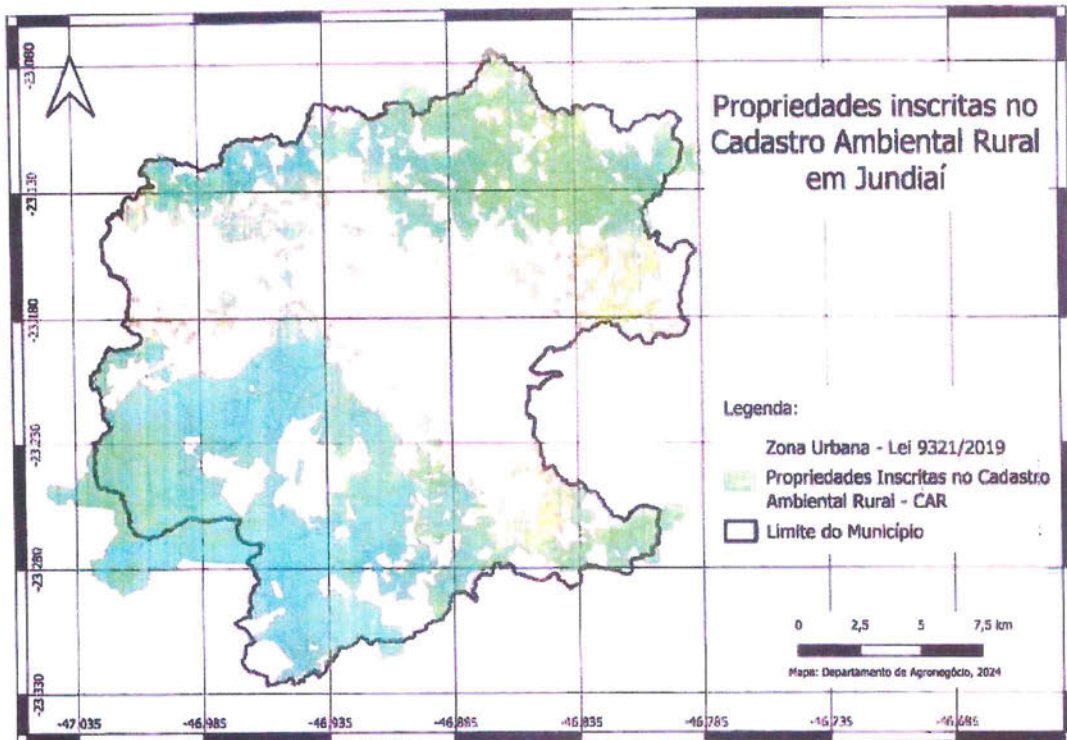 Propriedades inscritas no
Cadastro Ambiental Rural
em Jundiaí
Legenda:
Zona Urbana - Lei 9321/2019
Propriedades Inscritas no Cadastro
Ambiental Rural - CAR
Limite do Município
0 2,5 5 7,5 km
Mapa: Departamento de Agronegócio, 2024
-23,080
-23,130
-23,180
-23,230
-23,280
-23,330
-47,035 -46,985 -46,935 -46,885 -46,835 -46,785 -46,735 -46,685